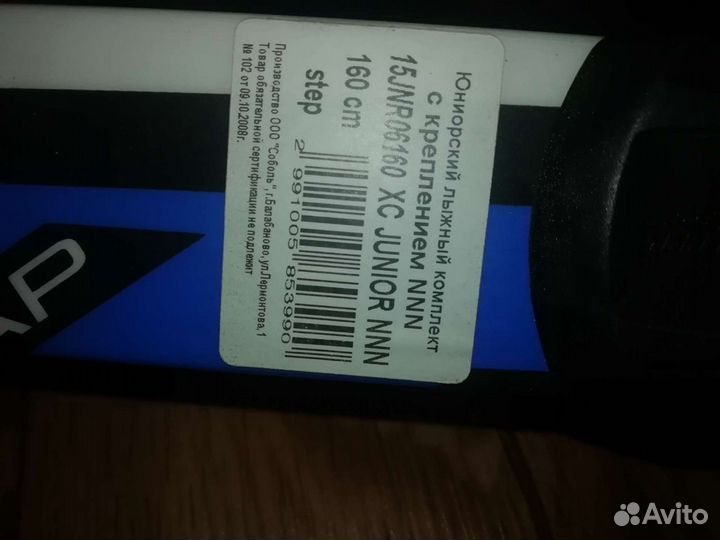 Юниорский лыжный комплект
с креплением NNN
15JNR06160 XC JUNIOR NNN
160 cm
step
2 991005 853990
Производство ООО "Соболь", г.Балабаново, ул.Лермонтова,1
Товар обязательной сертификации не подлежит
№ 102 от 09.10.2008г.
AP
Avito